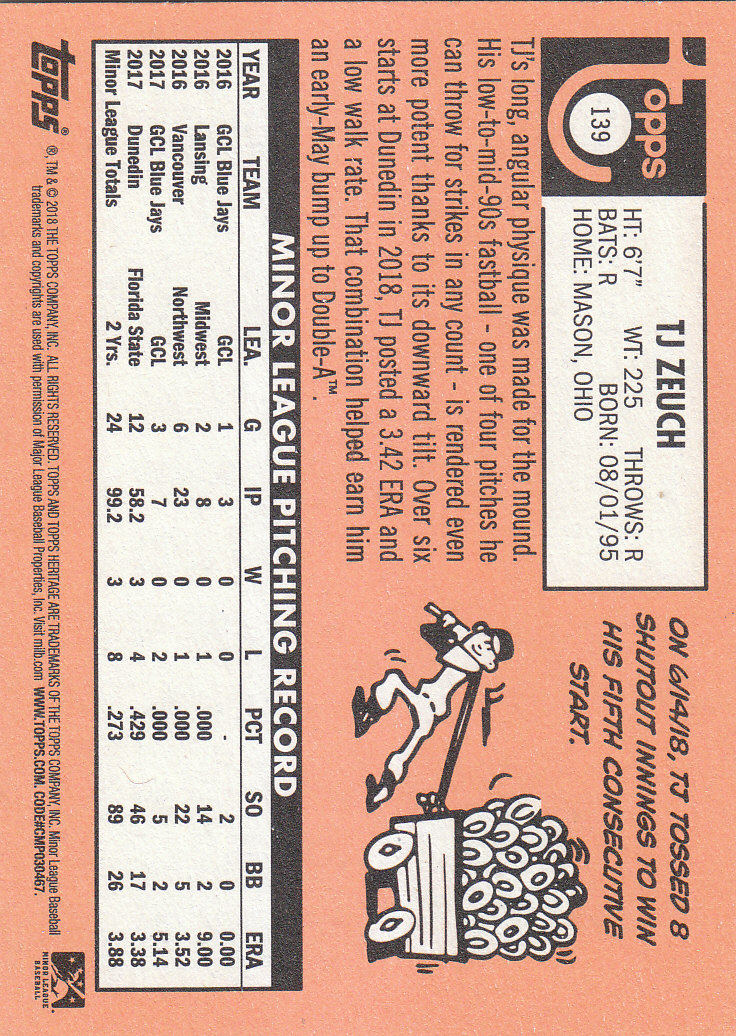 Topps
139
TJ ZEUCH
HT: 6'7" WT: 225 THROWS: R
BATS: R BORN: 08/01/95
HOME: MASON, OHIO
TJ's long, angular physique was made for the mound.
His low-to-mid-90s fastball - one of four pitches he
can throw for strikes in any count - is rendered even
more potent thanks to its downward tilt. Over six
starts at Dunedin in 2018, TJ posted a 3.42 ERA and
a low walk rate. That combination helped earn him
an early-May bump up to Double-A™.
ON 6/14/18, TJ TOSSED 8
SHUTOUT INNINGS TO WIN
HIS FIFTH CONSECUTIVE
START.
MINOR LEAGUE PITCHING RECORD
YEAR TEAM LEA. G IP W L PCT SO BB ERA
2016 GCL Blue Jays GCL 1 3 0 0 - 2 0 0.00
2016 Lansing Midwest 2 8 0 1 .000 14 2 9.00
2016 Vancouver Northwest 6 23 0 1 .000 22 5 3.52
2017 GCL Blue Jays GCL 3 7 0 2 .000 5 2 5.14
2017 Dunedin Florida State 12 58.2 3 4 .429 46 17 3.38
Minor League Totals 2 Yrs. 24 99.2 3 8 .273 89 26 3.88
topps®
®, TM & © 2018 THE TOPPS COMPANY, INC. ALL RIGHTS RESERVED. TOPPS AND TOPPS HERITAGE ARE TRADEMARKS OF THE TOPPS COMPANY, INC. Minor League Baseball
trademarks and copyrights are used with permission of Major League Baseball Properties, Inc. Visit milb.com WWW.TOPPS.COM. CODE#CMP030467.
MINOR LEAGUE
BASEBALL